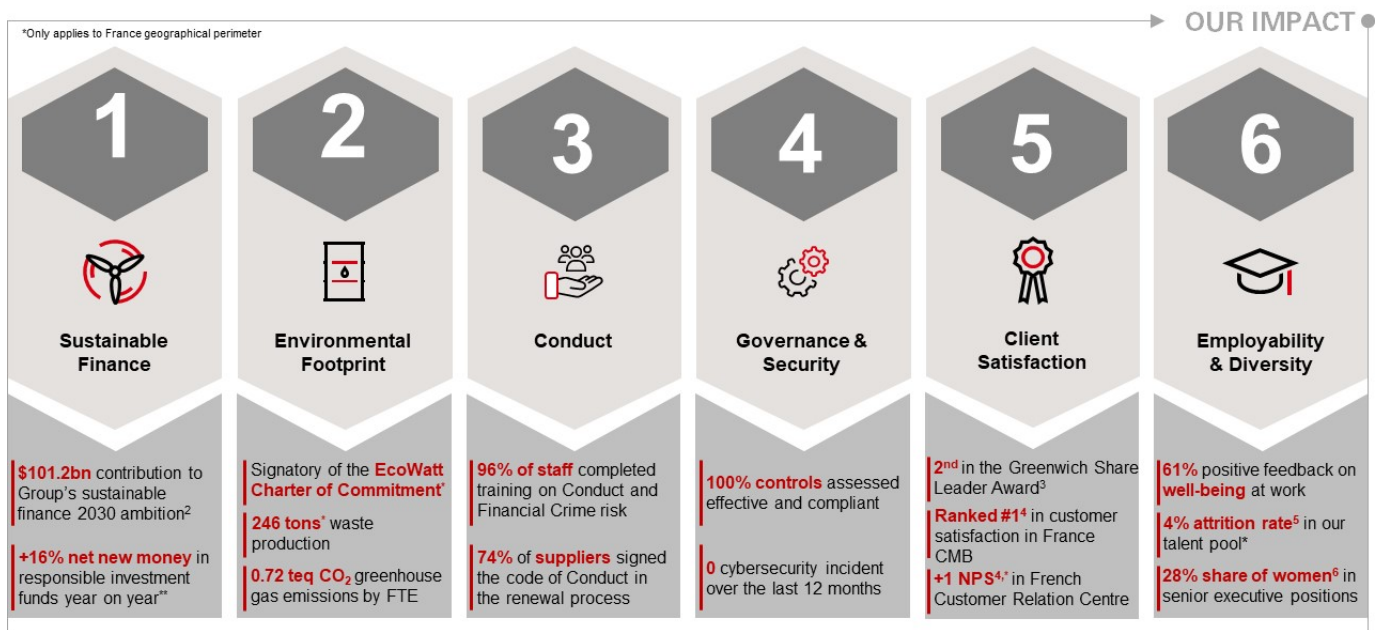 OUR IMPACT
*Only applies to France geographical perimeter
1
Sustainable
Finance
$101.2bn contribution to
Group's sustainable
finance 2030 ambition²
+16% net new money in
responsible investment
funds year on year**
2
Environmental
Footprint
Signatory of the EcoWatt
Charter of Commitment*
246 tons* waste
production
0.72 teq CO₂ greenhouse
gas emissions by FTE
3
Conduct
96% of staff completed
training on Conduct and
Financial Crime risk
74% of suppliers signed
the code of Conduct in
the renewal process
4
Governance &
Security
100% controls assessed
effective and compliant
0 cybersecurity incident
over the last 12 months
5
Client
Satisfaction
2nd in the Greenwich Share
Leader Award³
Ranked #1⁴ in customer
satisfaction in France
CMB
+1 NPS⁴,* in French
Customer Relation Centre
6
Employability
& Diversity
61% positive feedback on
well-being at work
4% attrition rate⁵ in our
talent pool*
28% share of women⁶ in
senior executive positions